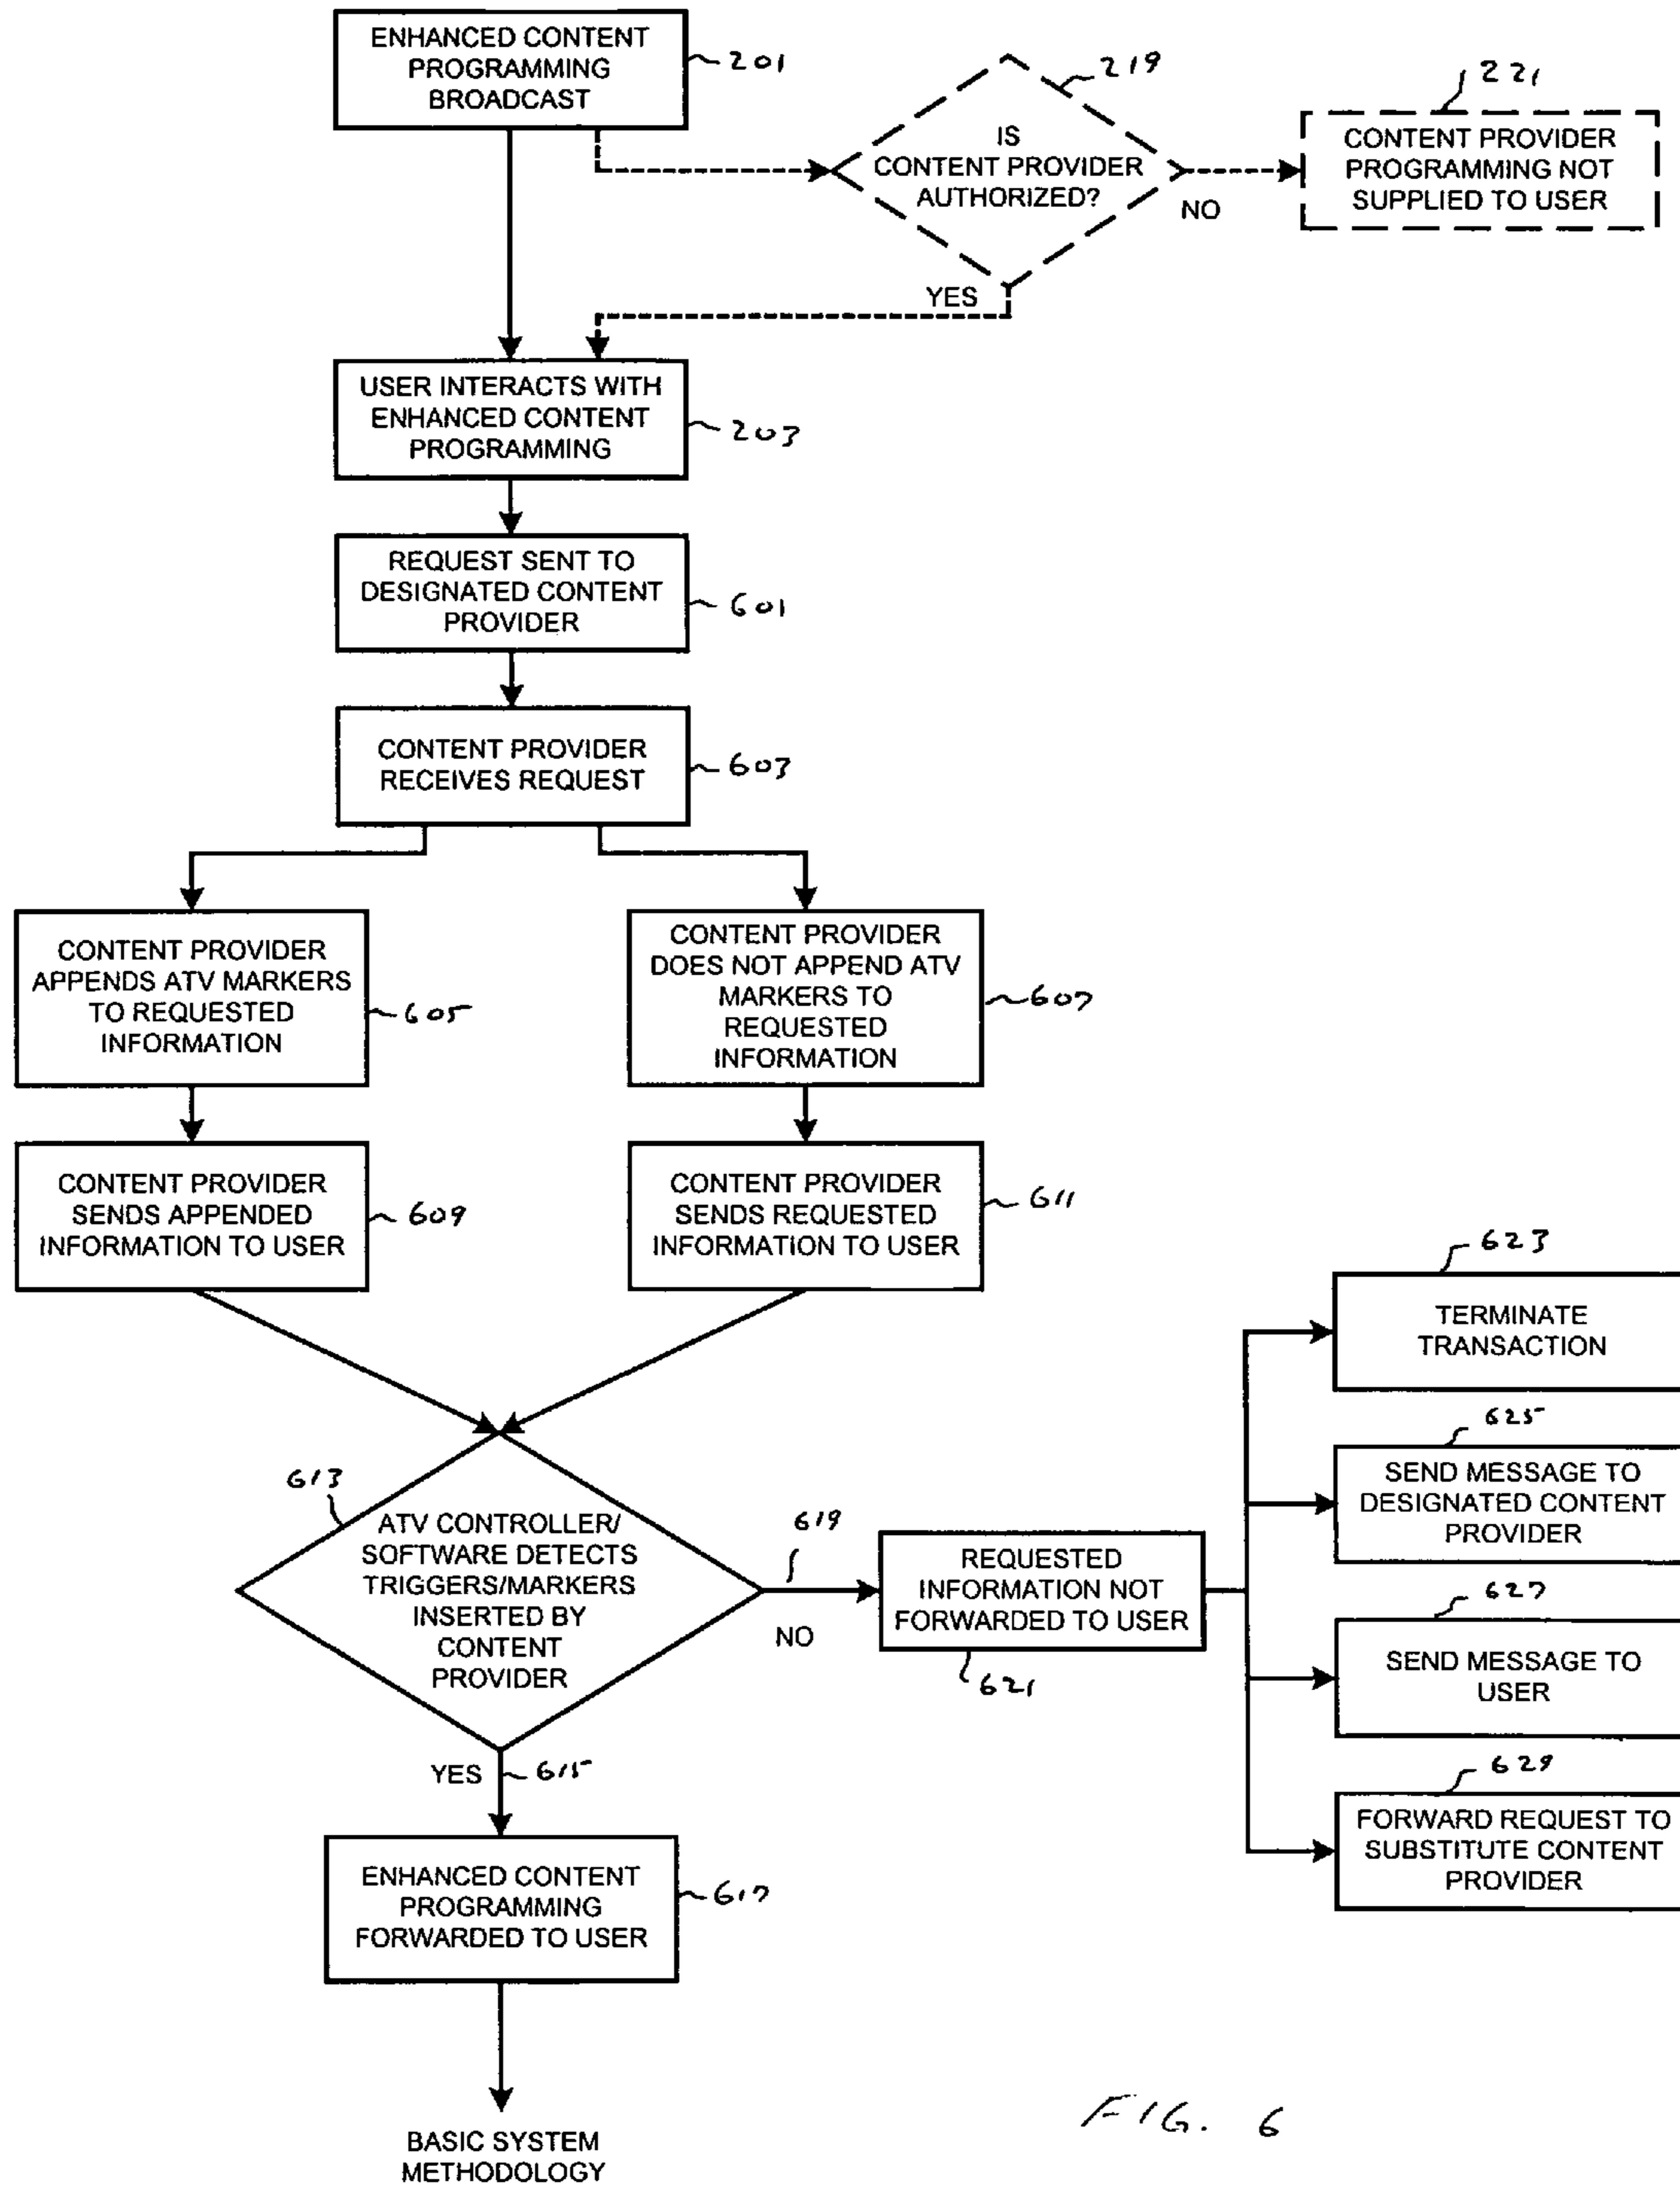 ENHANCED CONTENT
PROGRAMMING
BROADCAST
201
219
IS
CONTENT PROVIDER
AUTHORIZED?
221
CONTENT PROVIDER
PROGRAMMING NOT
SUPPLIED TO USER
NO
YES
USER INTERACTS WITH
ENHANCED CONTENT
PROGRAMMING
203
REQUEST SENT TO
DESIGNATED CONTENT
PROVIDER
601
CONTENT PROVIDER
RECEIVES REQUEST
603
CONTENT PROVIDER
APPENDS ATV MARKERS
TO REQUESTED
INFORMATION
605
CONTENT PROVIDER
DOES NOT APPEND ATV
MARKERS TO
REQUESTED
INFORMATION
607
CONTENT PROVIDER
SENDS APPENDED
INFORMATION TO USER
609
CONTENT PROVIDER
SENDS REQUESTED
INFORMATION TO USER
611
613
ATV CONTROLLER/
SOFTWARE DETECTS
TRIGGERS/MARKERS
INSERTED BY
CONTENT
PROVIDER
619
NO
REQUESTED
INFORMATION NOT
FORWARDED TO USER
621
623
TERMINATE
TRANSACTION
625
SEND MESSAGE TO
DESIGNATED CONTENT
PROVIDER
627
SEND MESSAGE TO
USER
629
FORWARD REQUEST TO
SUBSTITUTE CONTENT
PROVIDER
YES
615
ENHANCED CONTENT
PROGRAMMING
FORWARDED TO USER
617
BASIC SYSTEM
METHODOLOGY
FIG. 6